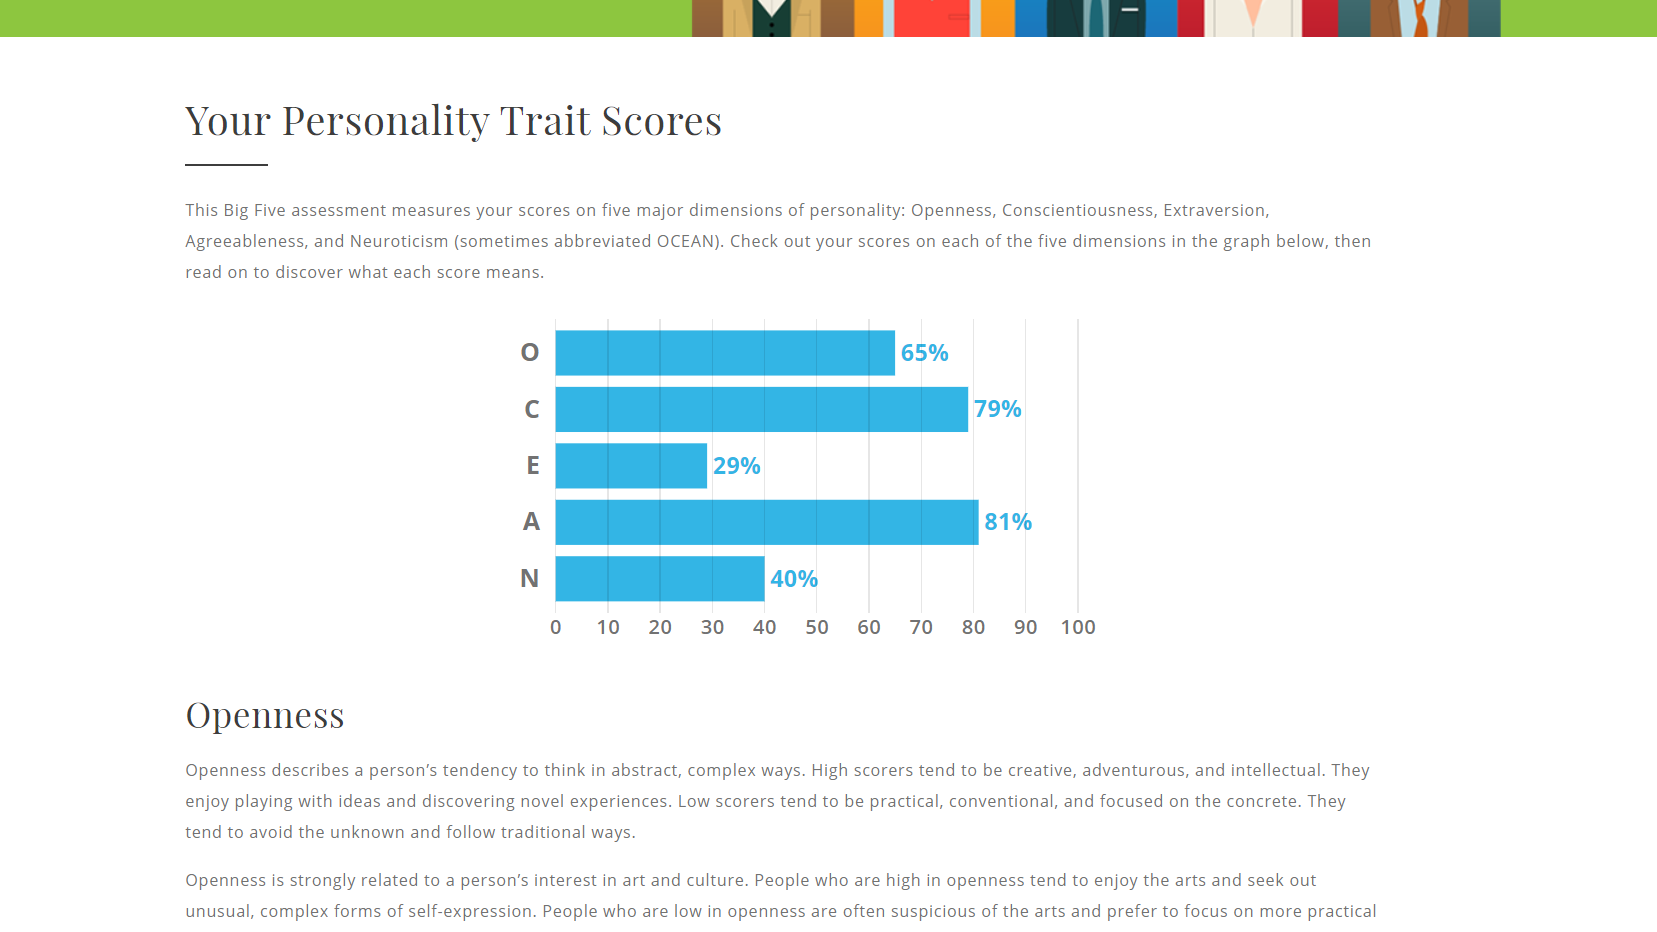 Your Personality Trait Scores
This Big Five assessment measures your scores on five major dimensions of personality: Openness, Conscientiousness, Extraversion,
Agreeableness, and Neuroticism (sometimes abbreviated OCEAN). Check out your scores on each of the five dimensions in the graph below, then
read on to discover what each score means.
O 65%
C 79%
E 29%
A 81%
N 40%
0 10 20 30 40 50 60 70 80 90 100
Openness
Openness describes a person’s tendency to think in abstract, complex ways. High scorers tend to be creative, adventurous, and intellectual. They
enjoy playing with ideas and discovering novel experiences. Low scorers tend to be practical, conventional, and focused on the concrete. They
tend to avoid the unknown and follow traditional ways.
Openness is strongly related to a person’s interest in art and culture. People who are high in openness tend to enjoy the arts and seek out
unusual, complex forms of self-expression. People who are low in openness are often suspicious of the arts and prefer to focus on more practical